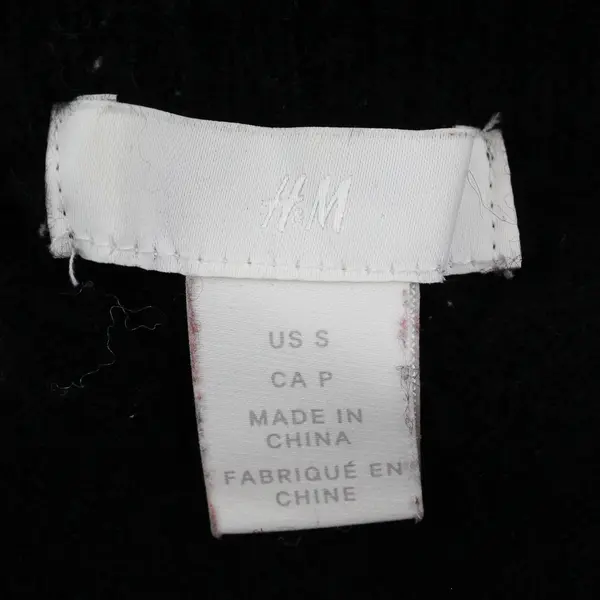 H&M
US S
CA P
MADE IN
CHINA
FABRIQUÉ EN
CHINE